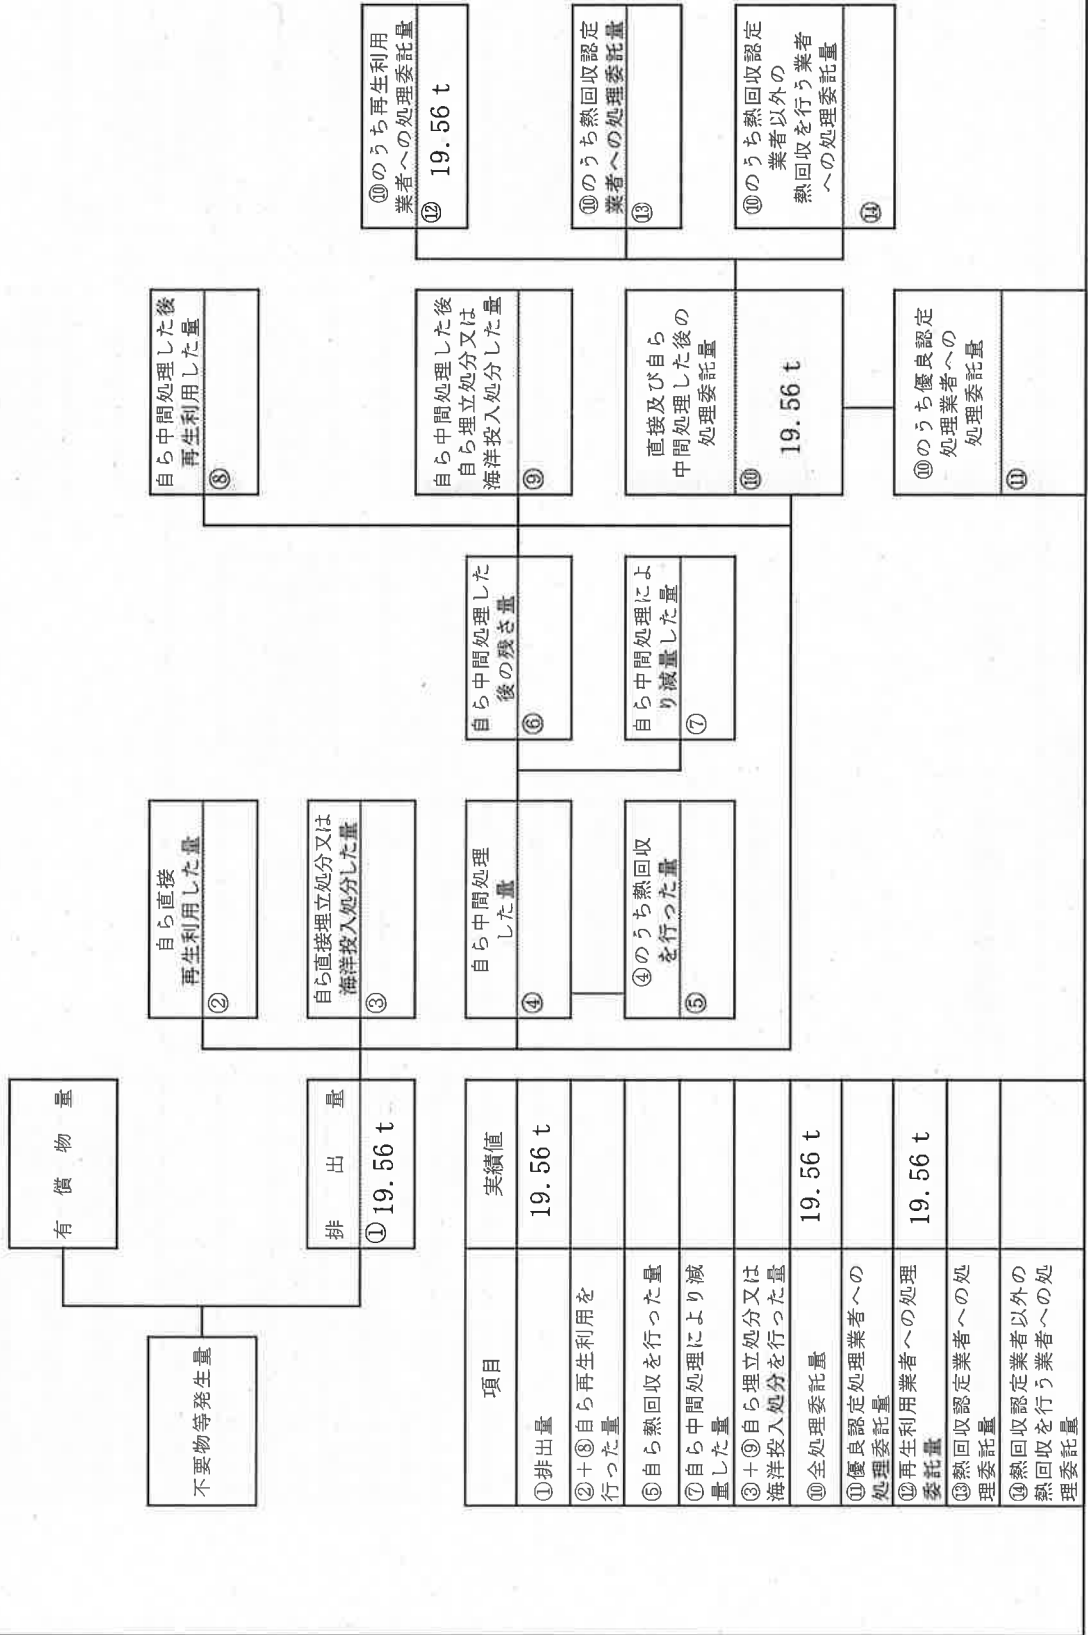 不要物等発生量
有償物量
排出量
① 19.56 t
自ら直接
再生利用した量
②
自ら直接埋立処分又は
海洋投入処分した量
③
自ら中間処理
した量
④
④のうち熱回収
を行った量
⑤
自ら中間処理した
後の残さ量
⑥
自ら中間処理によ
り減量した量
⑦
自ら中間処理した後
再生利用した量
⑧
自ら中間処理した後
自ら埋立処分又は
海洋投入処分した量
⑨
直接及び自ら
中間処理した後の
処理委託量
⑩
19.56 t
⑩のうち優良認定
処理業者への
処理委託量
⑪
⑩のうち再生利用
業者への処理委託量
⑫
19.56 t
⑩のうち熱回収認定
業者への処理委託量
⑬
⑩のうち熱回収認定
業者以外の
熱回収を行う業者
への処理委託量
⑭
項目 実績値
①排出量 19.56 t
②+⑧自ら再生利用を
行った量
⑤自ら熱回収を行った量
⑦自ら中間処理により減
量した量
③+⑨自ら埋立処分又は
海洋投入処分を行った量
⑩全処理委託量 19.56 t
⑪優良認定処理業者への
処理委託量
⑫再生利用業者への処理
委託量 19.56 t
⑬熱回収認定業者への処
理委託量
⑭熱回収認定業者以外の
熱回収を行う業者への処
理委託量